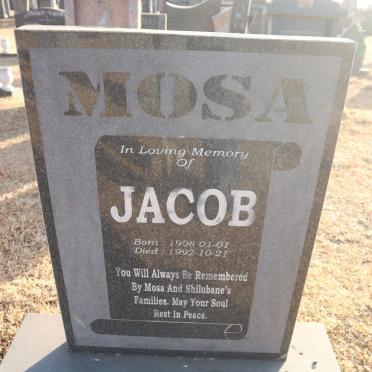 MOSA
In Loving Memory
Of
JACOB
Born : 1908-01-01
Died : 1992-10-21
You Will Always Be Remembered
By Mosa And Shilubane's
Families. May Your Soul
Rest in Peace.